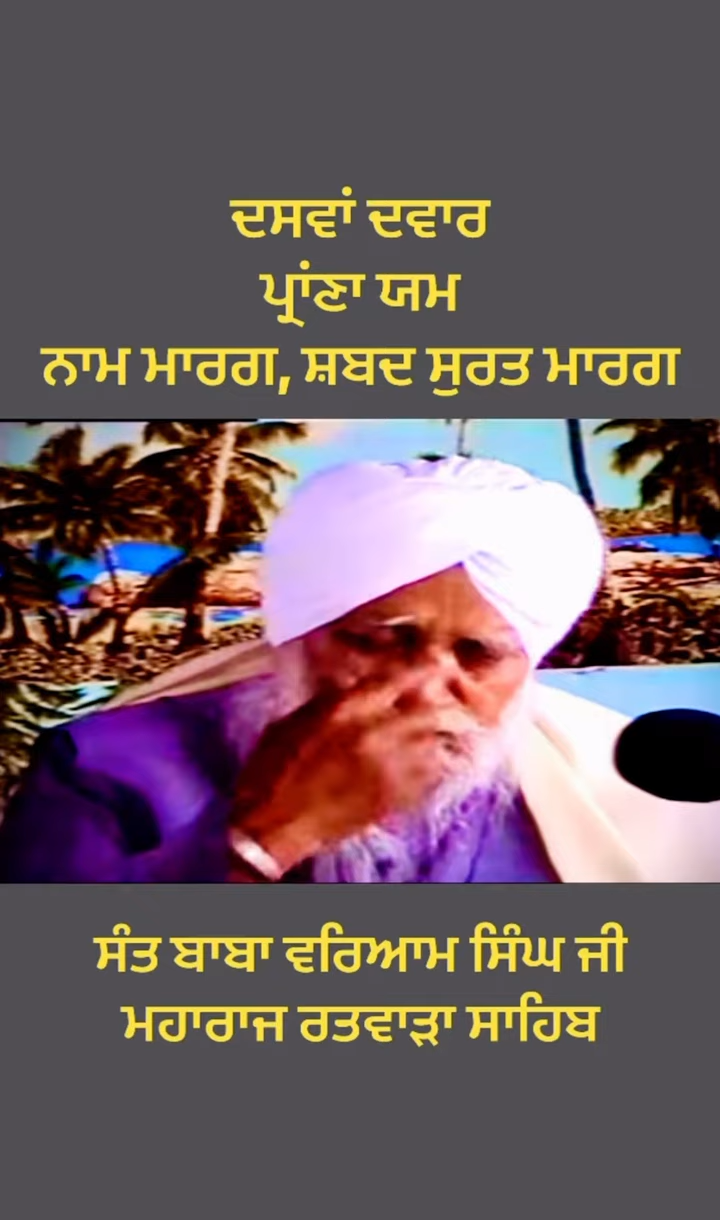 ਦਸਵਾਂ ਦਵਾਰ
ਪ੍ਰਾਂਣਾ ਯਮ
ਨਾਮ ਮਾਰਗ, ਸ਼ਬਦ ਸੁਰਤ ਮਾਰਗ
ਸੰਤ ਬਾਬਾ ਵਰਿਆਮ ਸਿੰਘ ਜੀ
ਮਹਾਰਾਜ ਰਤਵਾੜਾ ਸਾਹਿਬ